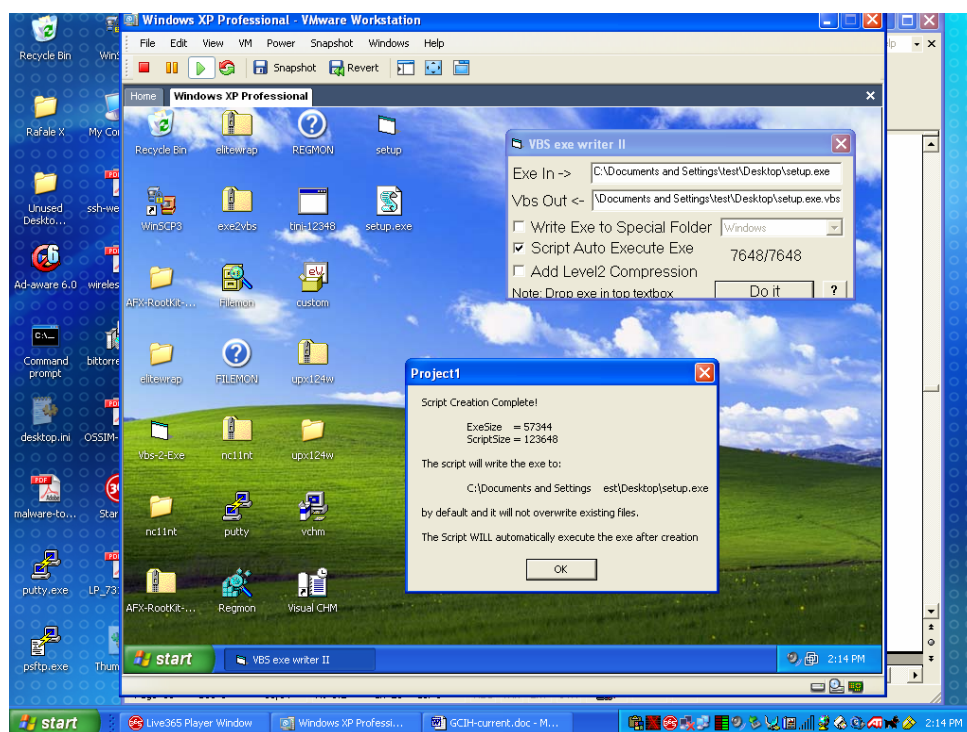 Windows XP Professional - VMware Workstation
File Edit View VM Power Snapshot Windows Help
Snapshot Revert
Home Windows XP Professional
Recycle Bin
Rafale X
My Co
Unused Deskto...
ssh-we
Ad-aware 6.0
wireles
Command prompt
bittorre
desktop.ini
OSSIM-
malware-to...
Star
putty.exe
LP_73
psftp.exe
Thum
Recycle Bin
elitewrap
REGMON
setup
WinSCP3
exe2vbs
tini-12348
setup.exe
AFX-RootKit-...
Filemon
custom
elitewrap
FILEMON
upx124w
Vbs-2-Exe
nc11nt
upx124w
nc11nt
putty
vchm
AFX-RootKit-...
Regmon
Visual CHM
VBS exe writer II
Exe In -> C:\Documents and Settings\test\Desktop\setup.exe
Vbs Out <- \Documents and Settings\test\Desktop\setup.exe.vbs
Write Exe to Special Folder Windows
Script Auto Execute Exe 7648/7648
Add Level2 Compression
Note: Drop exe in top textbox Do it ?
Project1
Script Creation Complete!
ExeSize = 57344
ScriptSize = 123648
The script will write the exe to:
C:\Documents and Settings est\Desktop\setup.exe
by default and it will not overwrite existing files.
The Script WILL automatically execute the exe after creation
OK
start VBS exe writer II 2:14 PM
start Live365 Player Window Windows XP Professi... GCIH-current.doc - M... 2:14 PM